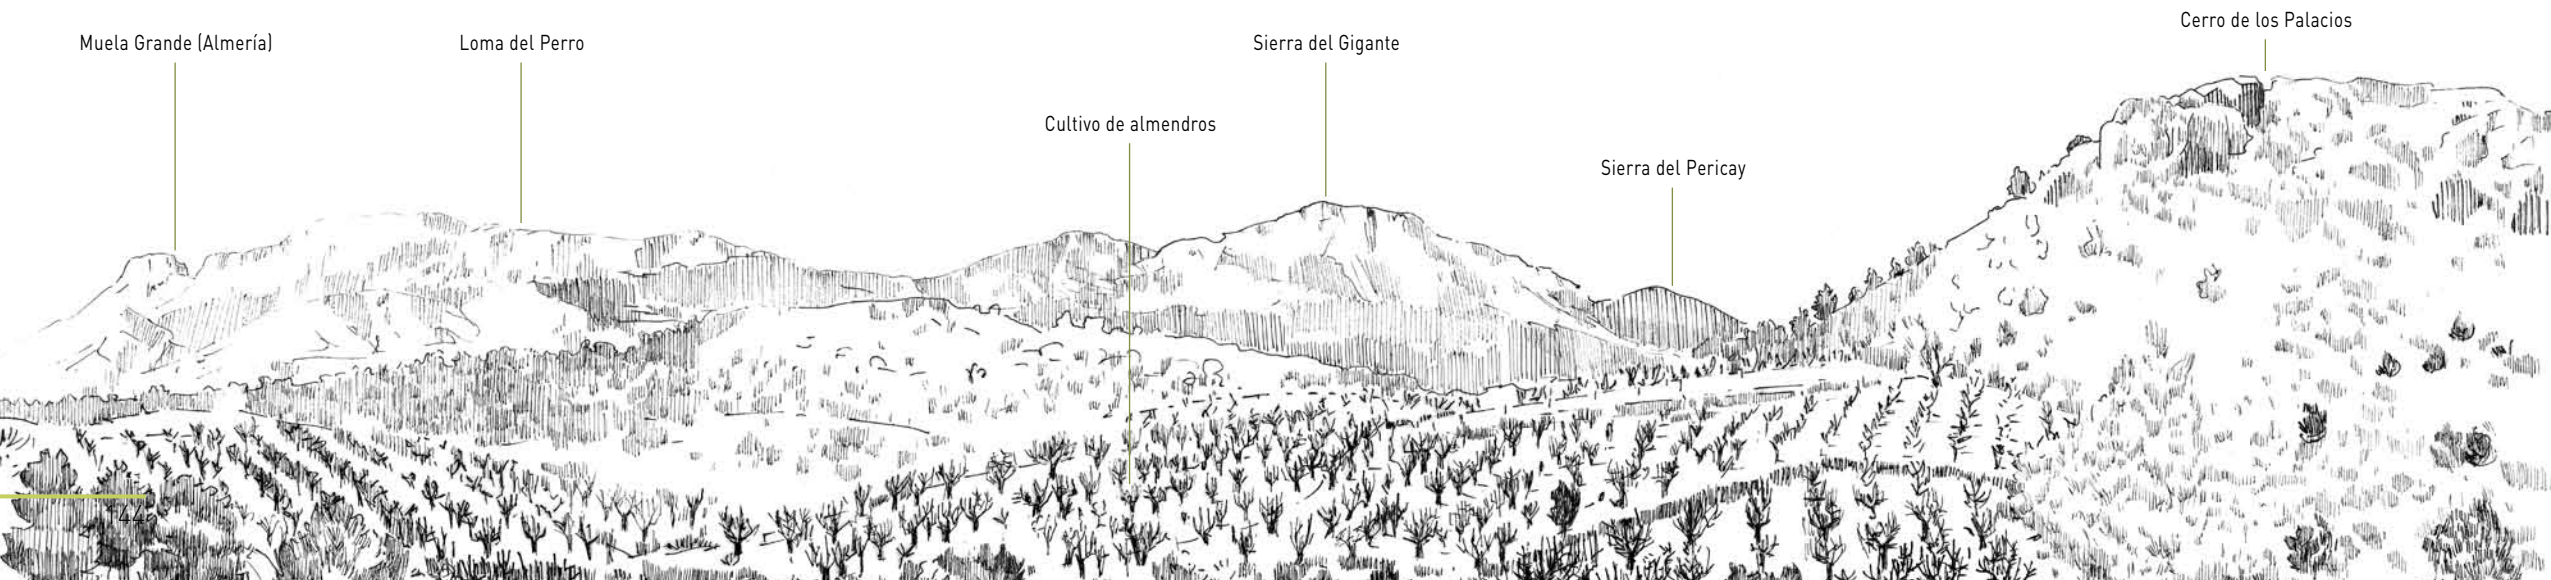 Muela Grande (Almería)
Loma del Perro
Cultivo de almendros
Sierra del Gigante
Sierra del Pericay
Cerro de los Palacios
144